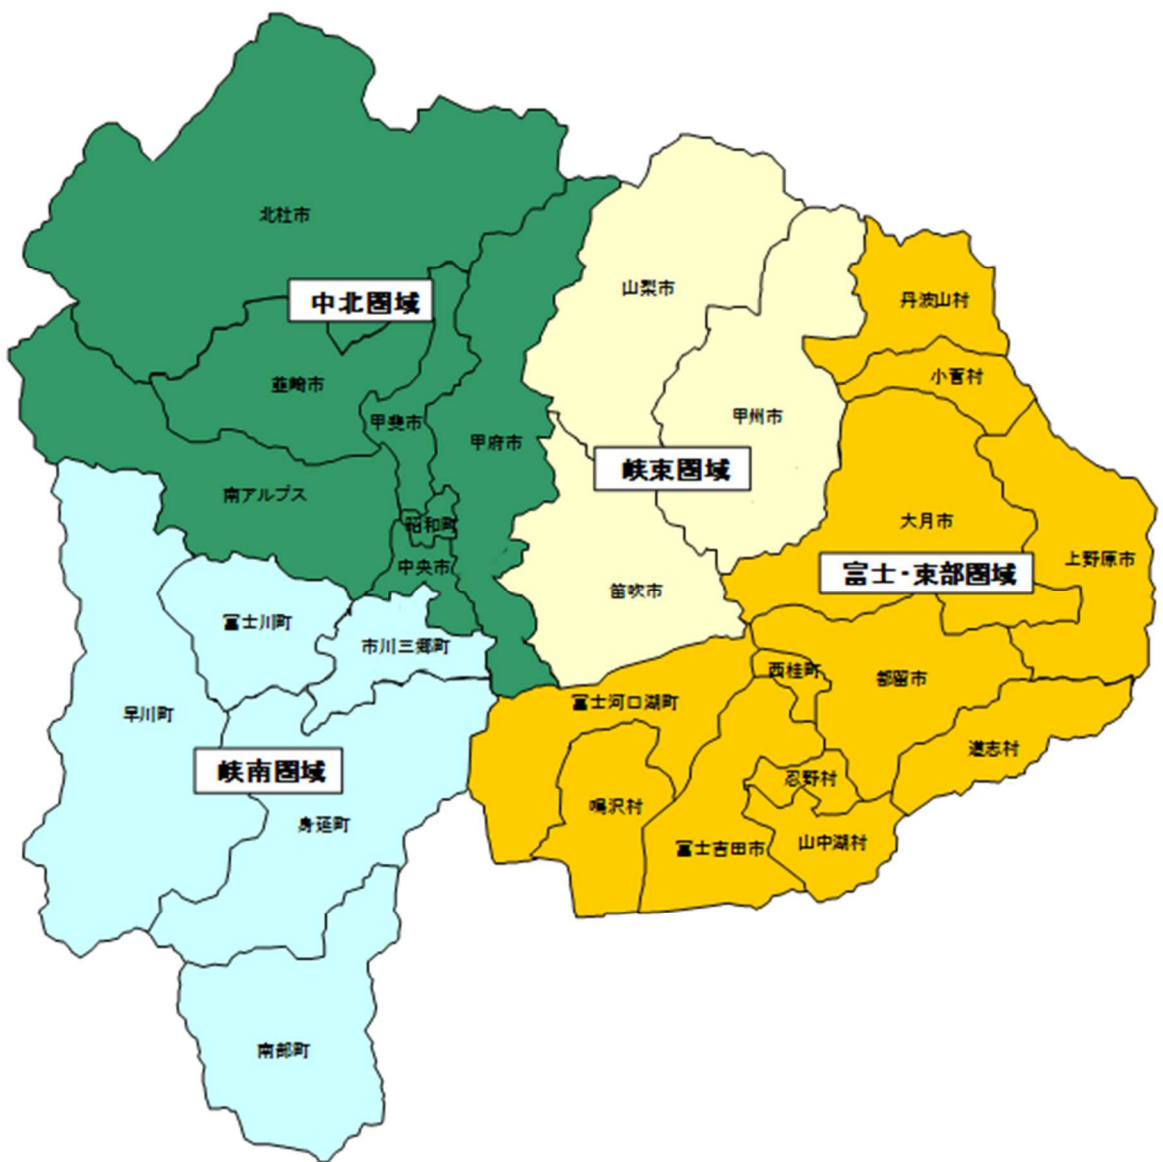 北杜市
山梨市
丹波山村
中北圏域
小菅村
韮崎市
甲斐市
甲州市
甲府市
峡東圏域
南アルプス
昭和町
大月市
上野原市
中央市
富士・東部圏域
笛吹市
富士川町
市川三郷町
西桂町
都留市
富士河口湖町
早川町
道志村
峡南圏域
忍野村
鳴沢村
身延町
富士吉田市
山中湖村
南部町